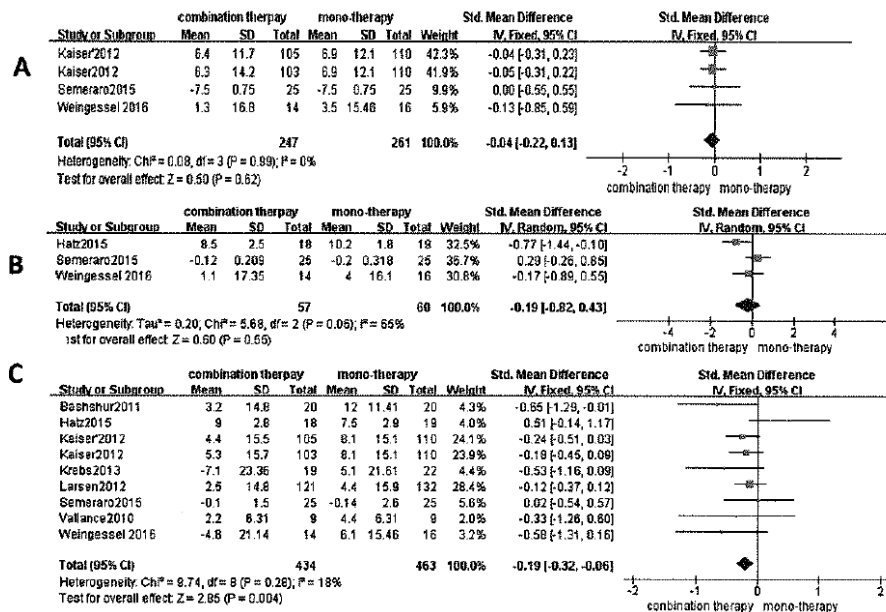 combination therpay mono-therapy Std. Mean Difference Std. Mean Difference
Study or Subgroup Mean SD Total Mean SD Total Weight IV, Fixed, 95% CI IV, Fixed, 95% CI
A
Kaiser'2012 6.4 11.7 105 6.9 12.1 110 42.3% -0.04 [-0.31, 0.23]
Kaiser2012 6.3 14.2 103 6.9 12.1 110 41.9% -0.05 [-0.31, 0.22]
Semeraro2015 -7.5 0.75 25 -7.5 0.75 25 9.9% 0.00 [-0.55, 0.55]
Weingessel 2016 1.3 16.8 14 3.5 15.46 16 5.9% -0.13 [-0.85, 0.59]
Total (95% CI) 247 261 100.0% -0.04 [-0.22, 0.13]
Heterogeneity: Chi² = 0.08, df = 3 (P = 0.99); I² = 0%
Test for overall effect: Z = 0.50 (P = 0.62)
-2 -1 0 1 2
combination therapy mono-therapy
combination therpay mono-therapy Std. Mean Difference Std. Mean Difference
Study or Subgroup Mean SD Total Mean SD Total Weight IV, Random, 95% CI IV, Random, 95% CI
B
Hatz2015 8.5 2.5 18 10.2 1.8 19 32.5% -0.77 [-1.44, -0.10]
Semeraro2015 -0.12 0.209 25 -0.2 0.318 25 36.7% 0.29 [-0.26, 0.85]
Weingessel 2016 1.1 17.35 14 4 16.1 16 30.8% -0.17 [-0.89, 0.55]
Total (95% CI) 57 60 100.0% -0.19 [-0.82, 0.43]
Heterogeneity: Tau² = 0.20; Chi² = 5.68, df = 2 (P = 0.06); I² = 65%
est for overall effect: Z = 0.60 (P = 0.55)
-4 -2 0 2 4
combination therapy mono-therapy
C
combination therpay mono-therapy Std. Mean Difference Std. Mean Difference
Study or Subgroup Mean SD Total Mean SD Total Weight IV, Fixed, 95% CI IV, Fixed, 95% CI
Bashshur2011 3.2 14.8 20 12 11.41 20 4.3% -0.65 [-1.29, -0.01]
Hatz2015 9 2.8 18 7.5 2.9 19 4.0% 0.51 [-0.14, 1.17]
Kaiser'2012 4.4 15.5 105 8.1 15.1 110 24.1% -0.24 [-0.51, 0.03]
Kaiser2012 5.3 15.7 103 8.1 15.1 110 23.9% -0.18 [-0.45, 0.09]
Krebs2013 -7.1 23.36 19 5.1 21.61 22 4.4% -0.53 [-1.16, 0.09]
Larsen2012 2.5 14.8 121 4.4 15.9 132 28.4% -0.12 [-0.37, 0.12]
Semeraro2015 -0.1 1.5 25 -0.14 2.6 25 5.6% 0.02 [-0.54, 0.57]
Vallance2010 2.2 6.31 9 4.4 6.31 9 2.0% -0.33 [-1.26, 0.60]
Weingessel 2016 -4.8 21.14 14 6.1 15.46 16 3.2% -0.58 [-1.31, 0.16]
Total (95% CI) 434 463 100.0% -0.19 [-0.32, -0.06]
Heterogeneity: Chi² = 9.74, df = 8 (P = 0.28); I² = 18%
Test for overall effect: Z = 2.85 (P = 0.004)
-1 0 1 2
combination therapy mono-therapy